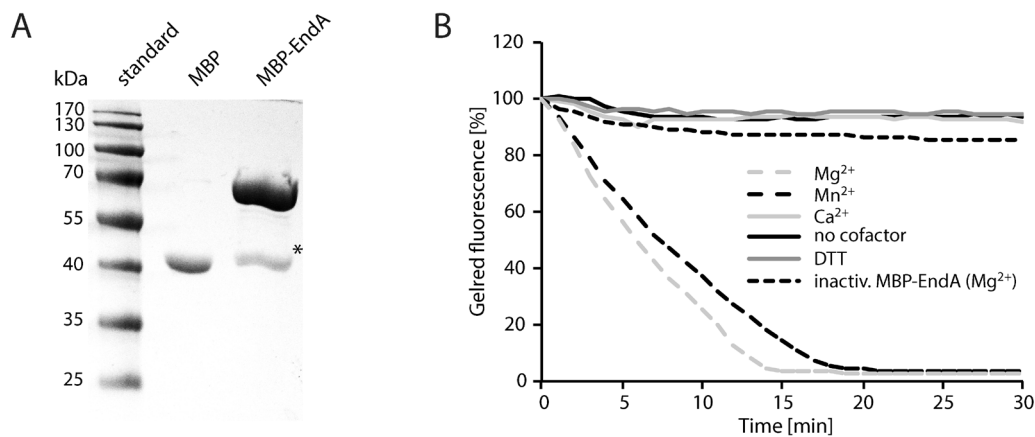 A
standard
MBP
MBP-EndA
kDa
170
130
100
70
55
40
35
25
*
B
120
100
80
60
40
20
0
Gelred fluorescence [%]
Mg²⁺
Mn²⁺
Ca²⁺
no cofactor
DTT
inactiv. MBP-EndA (Mg²⁺)
0 5 10 15 20 25 30
Time [min]